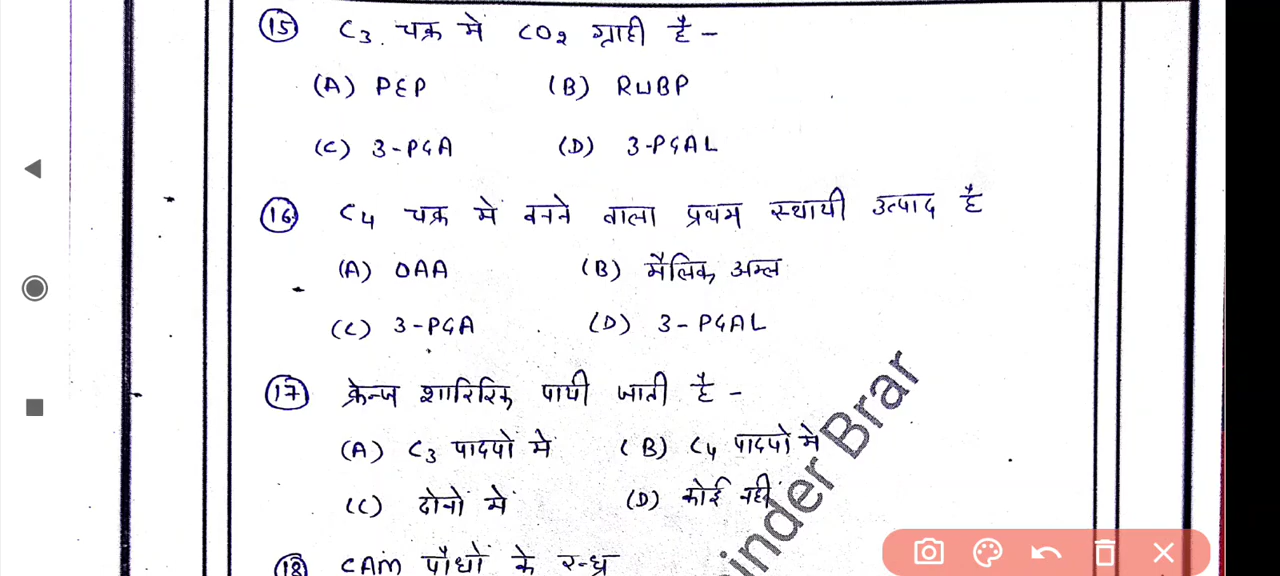 (15) C3 चक्र में CO2 ग्राही है -
(A) PEP (B) RUBP
(C) 3-PGA (D) 3-PGAL
(16) C4 चक्र में बनने वाला प्रथम स्थायी उत्पाद है
(A) OAA (B) मैलिक अम्ल
(C) 3-PGA (D) 3-PGAL
(17) क्रेन्ज शारिरिक पायी जाती है -
(A) C3 पादपों में (B) C4 पादपों में
(C) दोनों में (D) कोई नहीं
(18) CAM पौधों के रन्ध्र
inder Brar